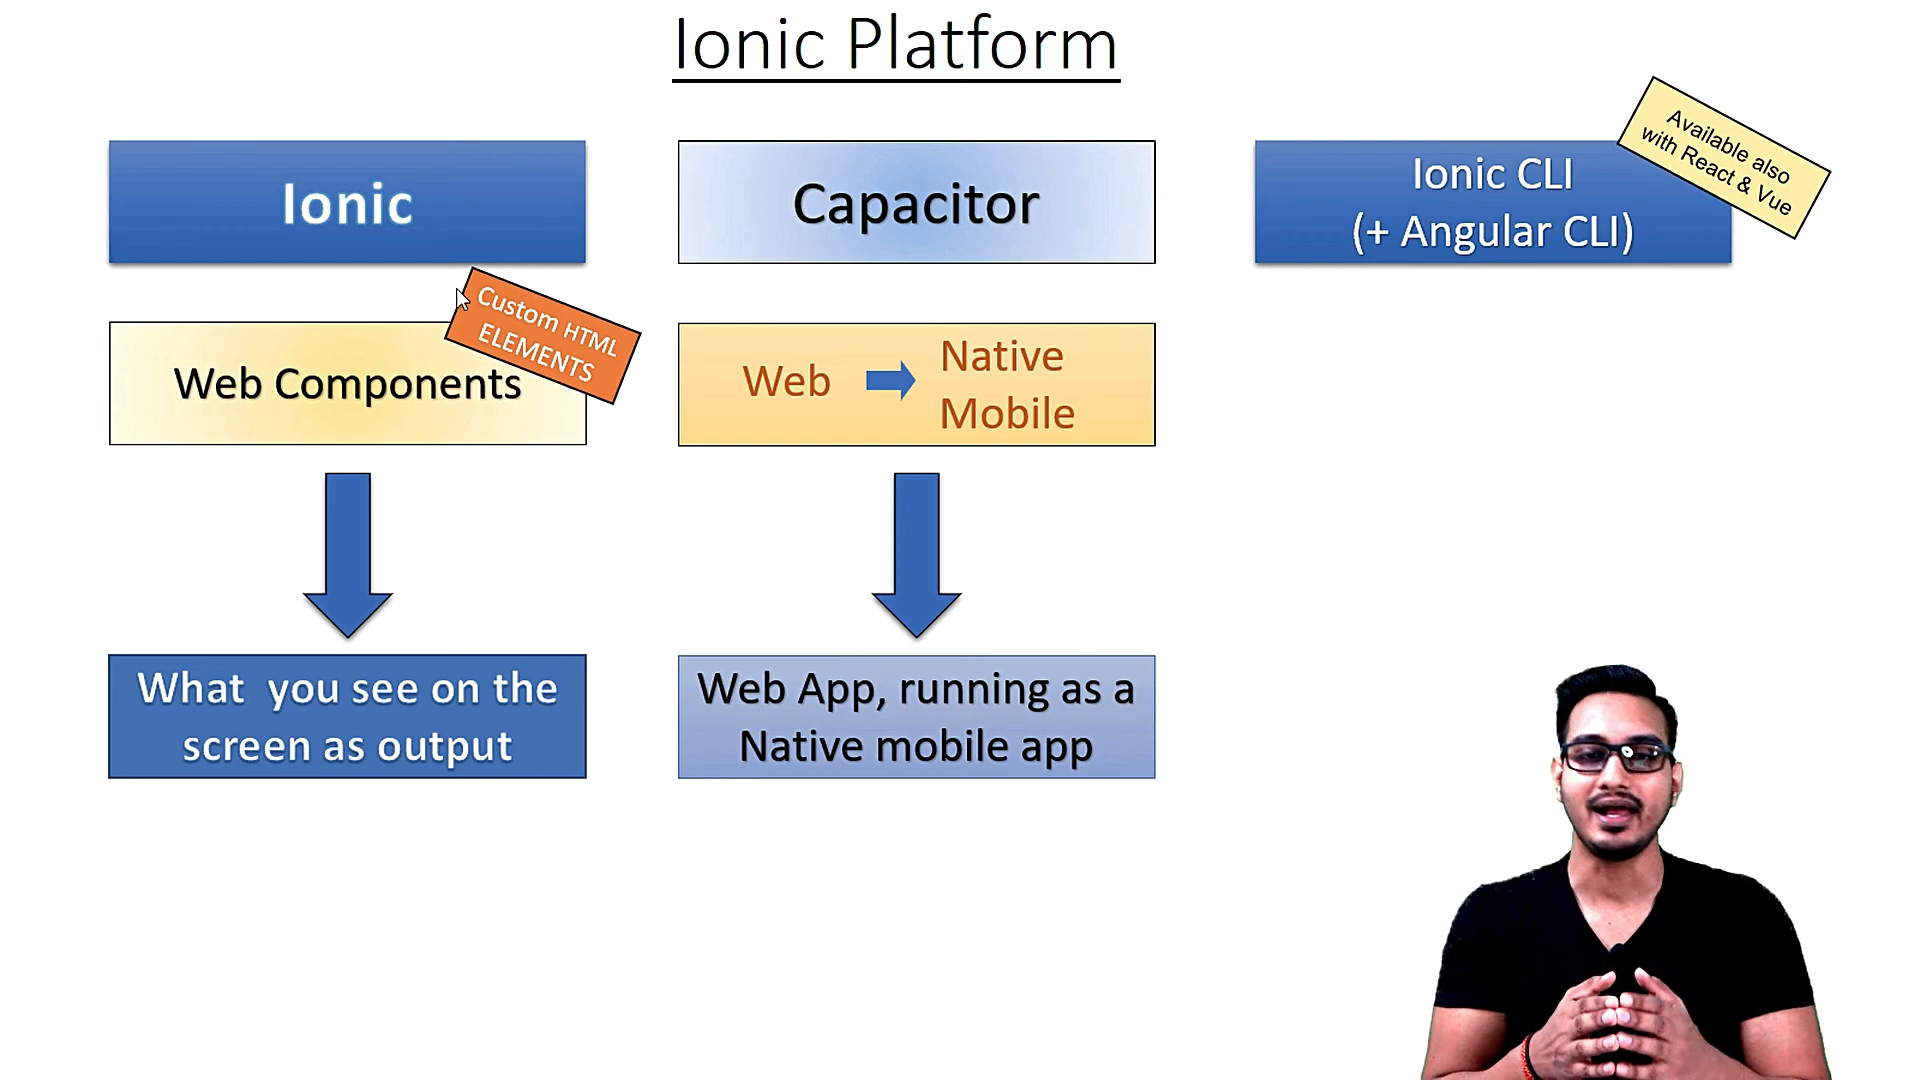 Ionic Platform
Ionic
Capacitor
Ionic CLI
(+ Angular CLI)
Available also
with React & Vue
Custom HTML
ELEMENTS
Web Components
Web
Native
Mobile
What  you see on the
screen as output
Web App, running as a
Native mobile app